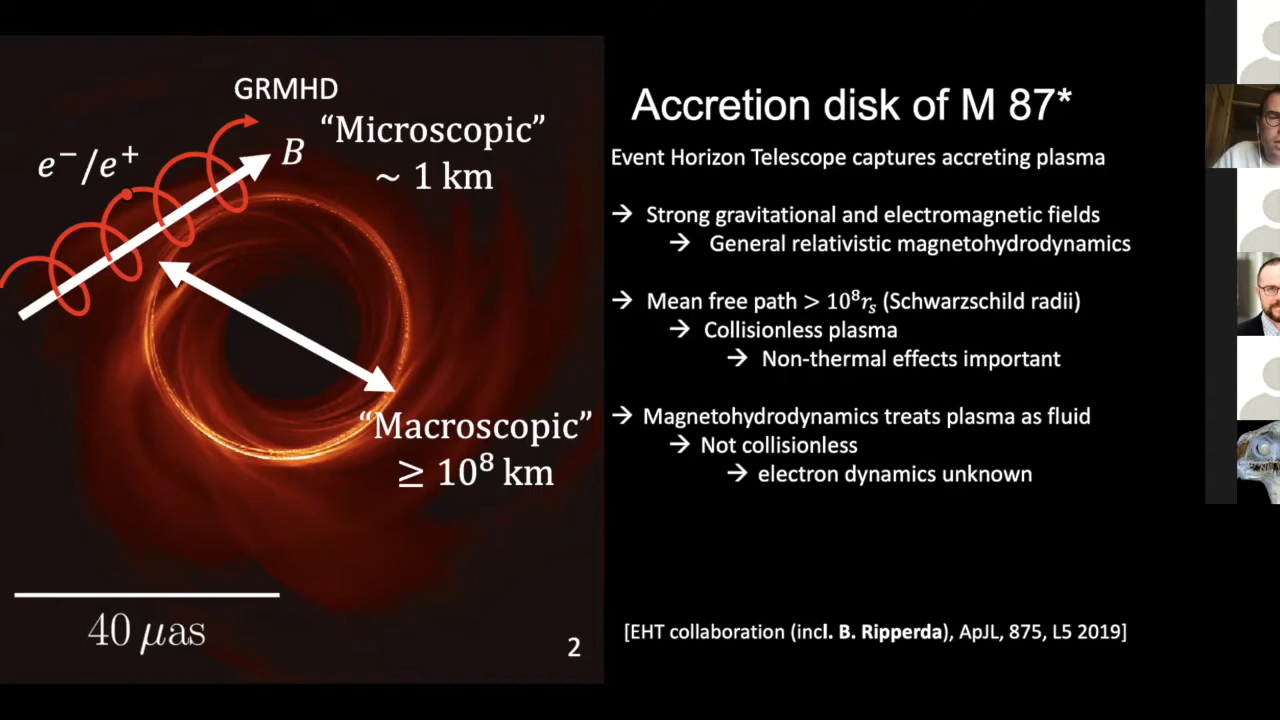 GRMHD
“Microscopic”
~ 1 km
e⁻/e⁺
B
“Macroscopic”
≥ 10⁸ km
40 μas
2
Accretion disk of M 87*
Event Horizon Telescope captures accreting plasma
→ Strong gravitational and electromagnetic fields
→ General relativistic magnetohydrodynamics
→ Mean free path > 10⁸rₛ (Schwarzschild radii)
→ Collisionless plasma
→ Non-thermal effects important
→ Magnetohydrodynamics treats plasma as fluid
→ Not collisionless
→ electron dynamics unknown
[EHT collaboration (incl. B. Ripperda), ApJL, 875, L5 2019]